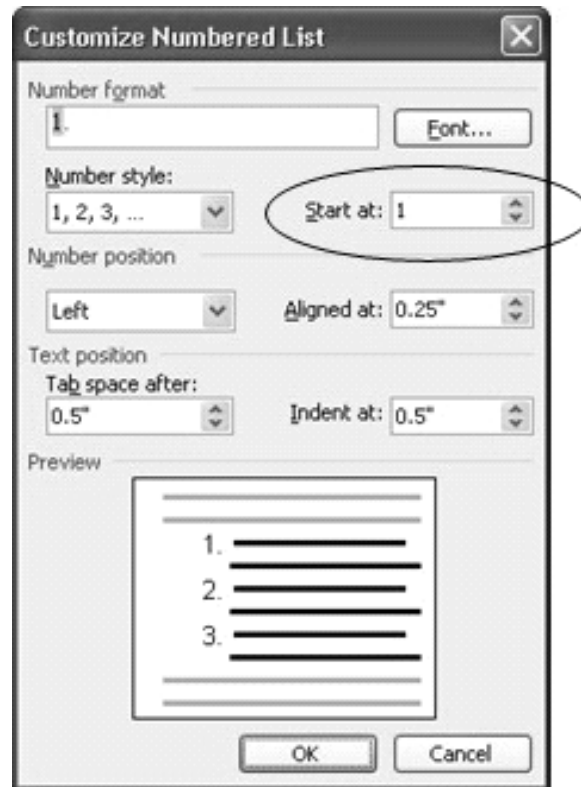 Customize Numbered List
Number format
1.
Font...
Number style:
1, 2, 3, ...
Start at: 1
Number position
Left
Aligned at: 0.25"
Text position
Tab space after:
0.5"
Indent at: 0.5"
Preview
1.
2.
3.
OK
Cancel